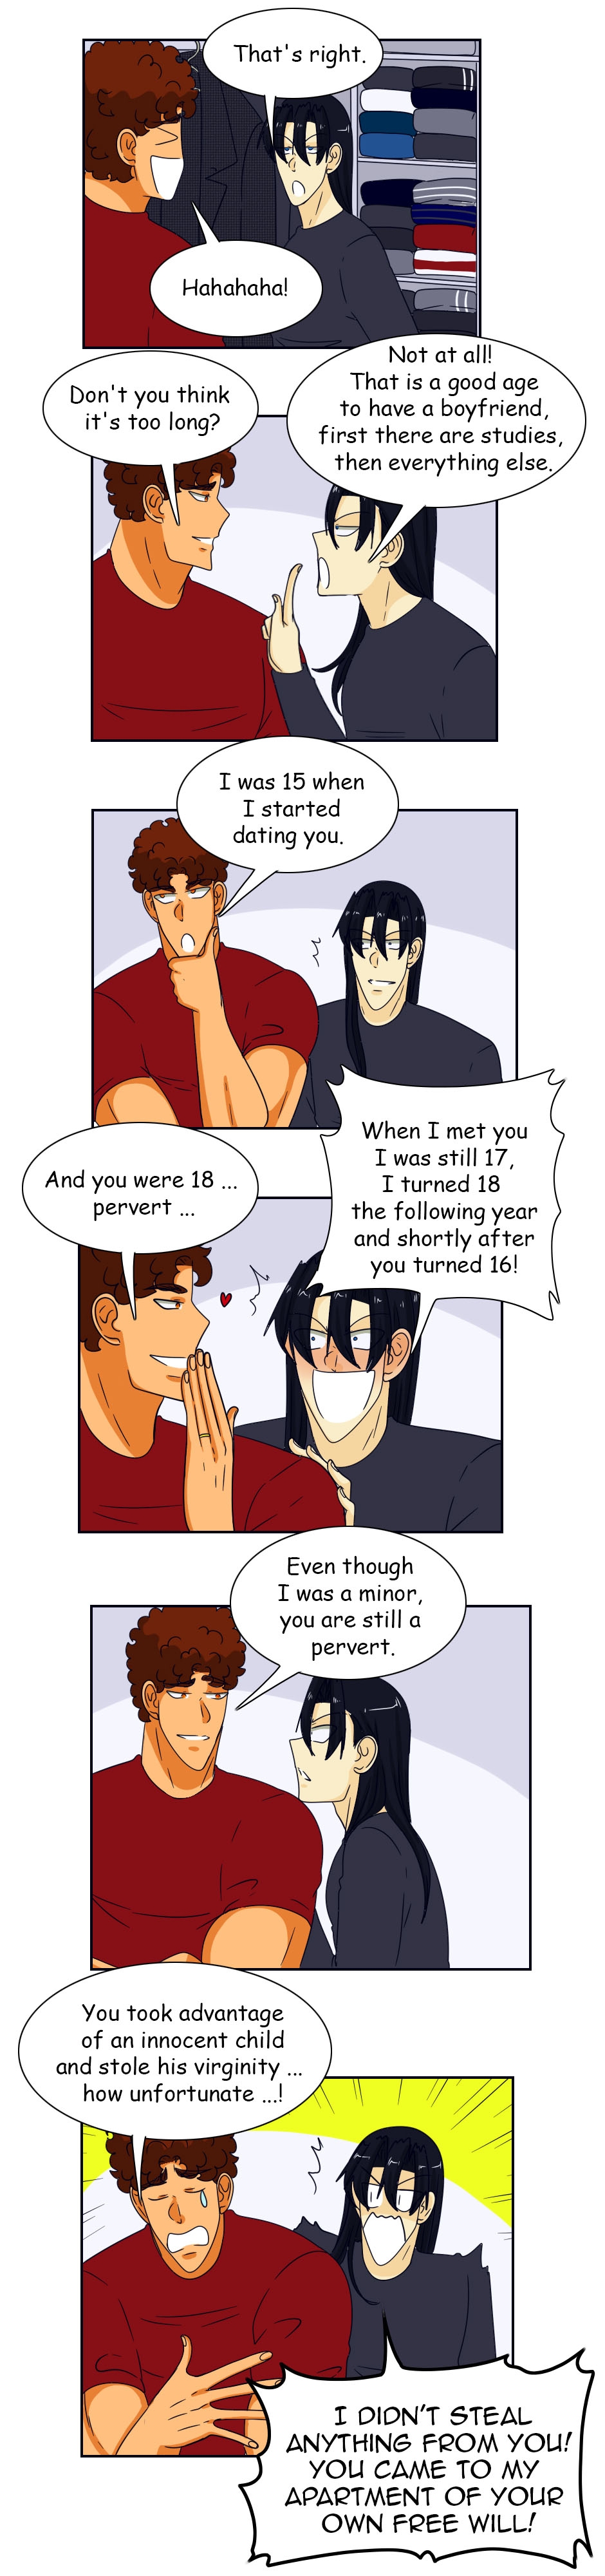 That's right.
Hahahaha!
Don't you think
it's too long?
Not at all!
That is a good age
to have a boyfriend,
first there are studies,
then everything else.
I was 15 when
I started
dating you.
And you were 18 ...
pervert ...
When I met you
I was still 17,
I turned 18
the following year
and shortly after
you turned 16!
Even though
I was a minor,
you are still a
pervert.
You took advantage
of an innocent child
and stole his virginity ...
how unfortunate ...!
I DIDN'T STEAL
ANYTHING FROM YOU!
YOU CAME TO MY
APARTMENT OF YOUR
OWN FREE WILL!